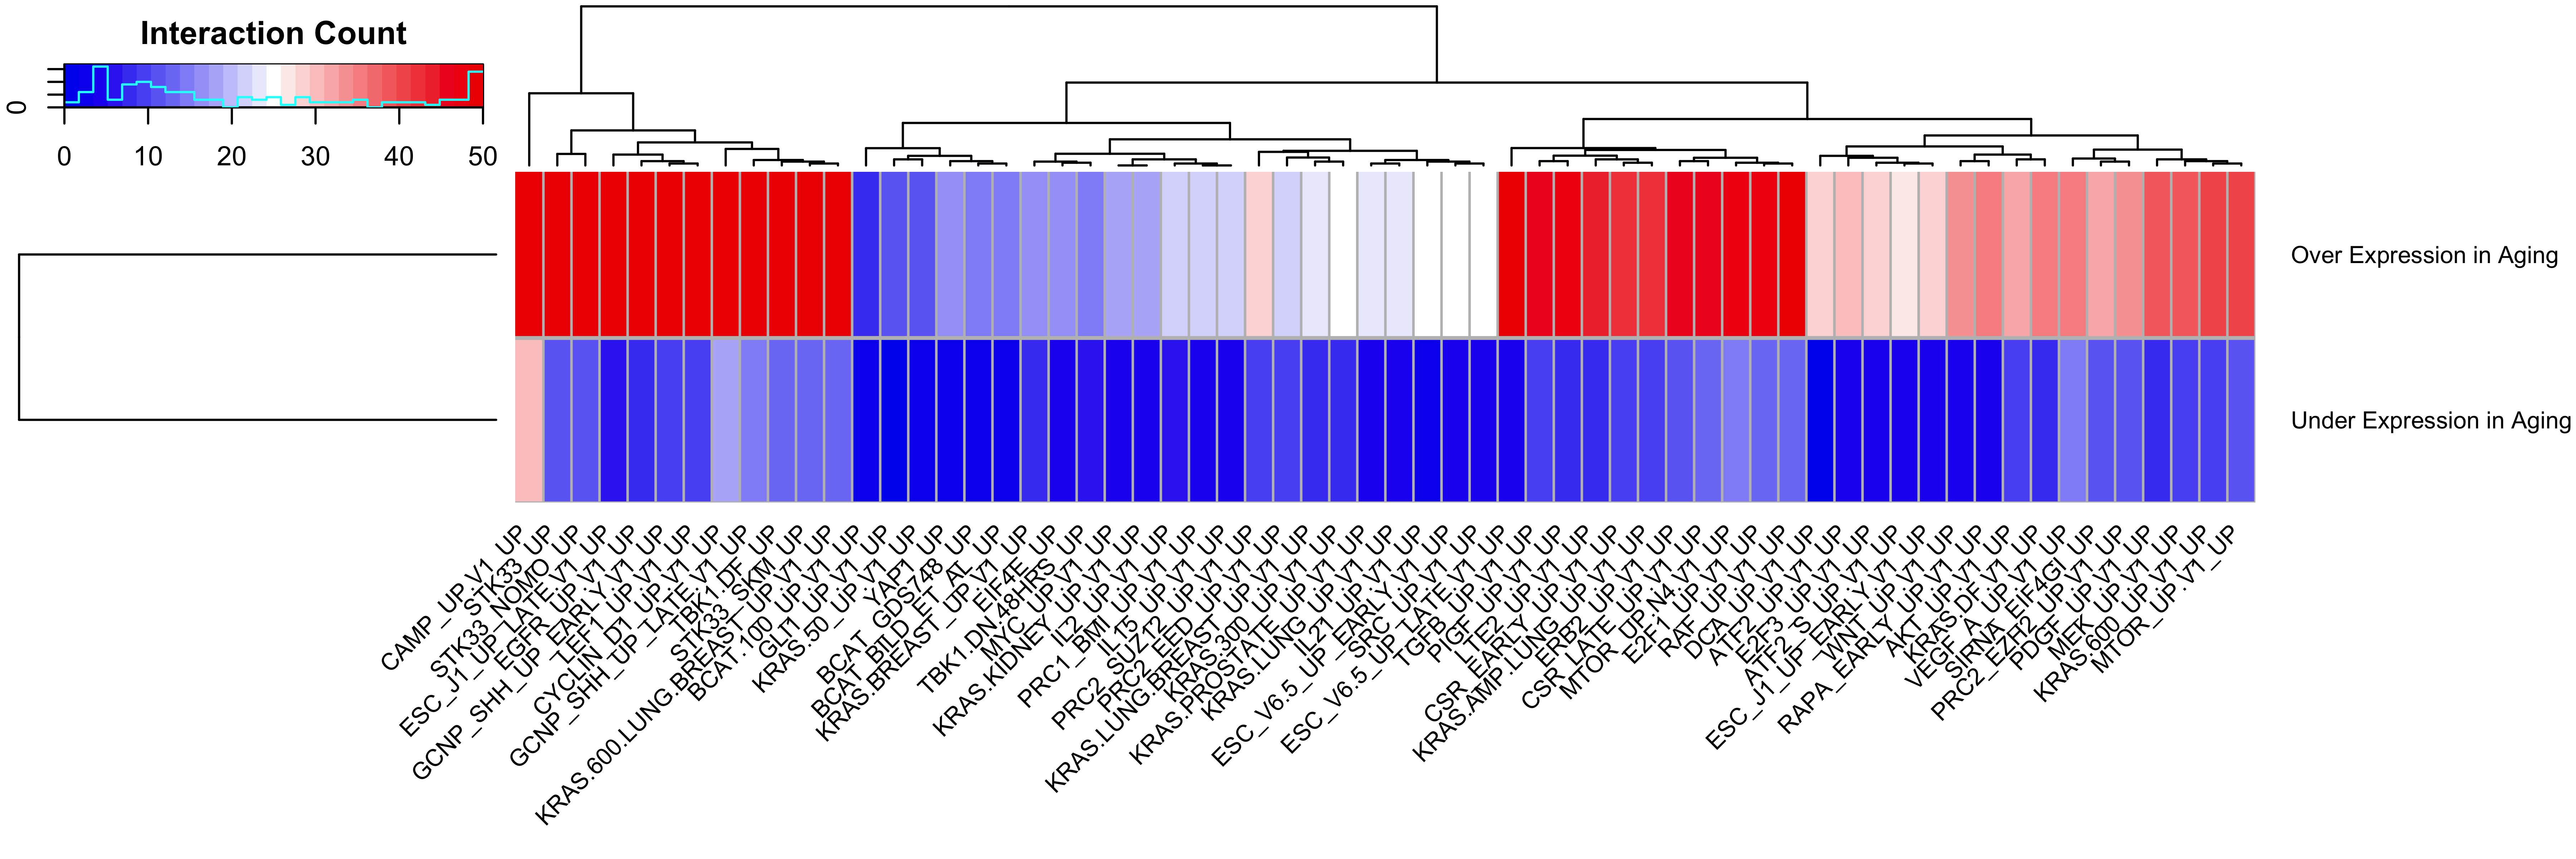 Interaction Count
0
0 10 20 30 40 50
Over Expression in Aging
Under Expression in Aging
CAMP_UP.V1_UP
STK33_UP
STK33_NOMO_UP
ESC_J1_UP_LATE.V1_UP
EGFR_UP.V1_UP
GCNP_SHH_UP_EARLY.V1_UP
LEF1_UP.V1_UP
CYCLIN_D1_UP.V1_UP
GCNP_SHH_UP_LATE.V1_UP
TBK1.DF_UP
STK33_SKM_UP
KRAS.600.LUNG.BREAST_UP.V1_UP
BCAT.100_UP.V1_UP
GLI1_UP.V1_UP
KRAS.50_UP.V1_UP
YAP1_UP
BCAT_GDS748_UP
BCAT_BILD_ET_AL_UP
KRAS.BREAST_UP.V1_UP
EIF4E_UP
TBK1.DN.48HRS_UP
MYC_UP.V1_UP
KRAS.KIDNEY_UP.V1_UP
IL2_UP.V1_UP
PRC1_BMI_UP.V1_UP
IL15_UP.V1_UP
PRC2_SUZ12_UP.V1_UP
PRC2_EED_UP.V1_UP
KRAS.LUNG.BREAST_UP.V1_UP
KRAS.300_UP.V1_UP
KRAS.PROSTATE_UP.V1_UP
KRAS.LUNG_UP.V1_UP
IL21_UP.V1_UP
ESC_V6.5_UP_EARLY.V1_UP
SRC_UP.V1_UP
ESC_V6.5_UP_LATE.V1_UP
TGFB_UP.V1_UP
PIGF_UP.V1_UP
LTE2_UP.V1_UP
CSR_EARLY_UP.V1_UP
KRAS.AMP.LUNG_UP.V1_UP
ERB2_UP.V1_UP
CSR_LATE_UP.V1_UP
MTOR_UP.N4.V1_UP
E2F1_UP.V1_UP
RAF_UP.V1_UP
DCA_UP.V1_UP
ATF2_UP.V1_UP
E2F3_UP.V1_UP
ATF2_S_UP.V1_UP
ESC_J1_UP_EARLY.V1_UP
WNT_UP.V1_UP
RAPA_EARLY_UP.V1_UP
AKT_UP.V1_UP
KRAS.DF.V1_UP
VEGF_A_UP.V1_UP
SIRNA_EIF4GI_UP
PRC2_EZH2_UP.V1_UP
PDGF_UP.V1_UP
MEK_UP.V1_UP
KRAS.600_UP.V1_UP
MTOR_UP.V1_UP